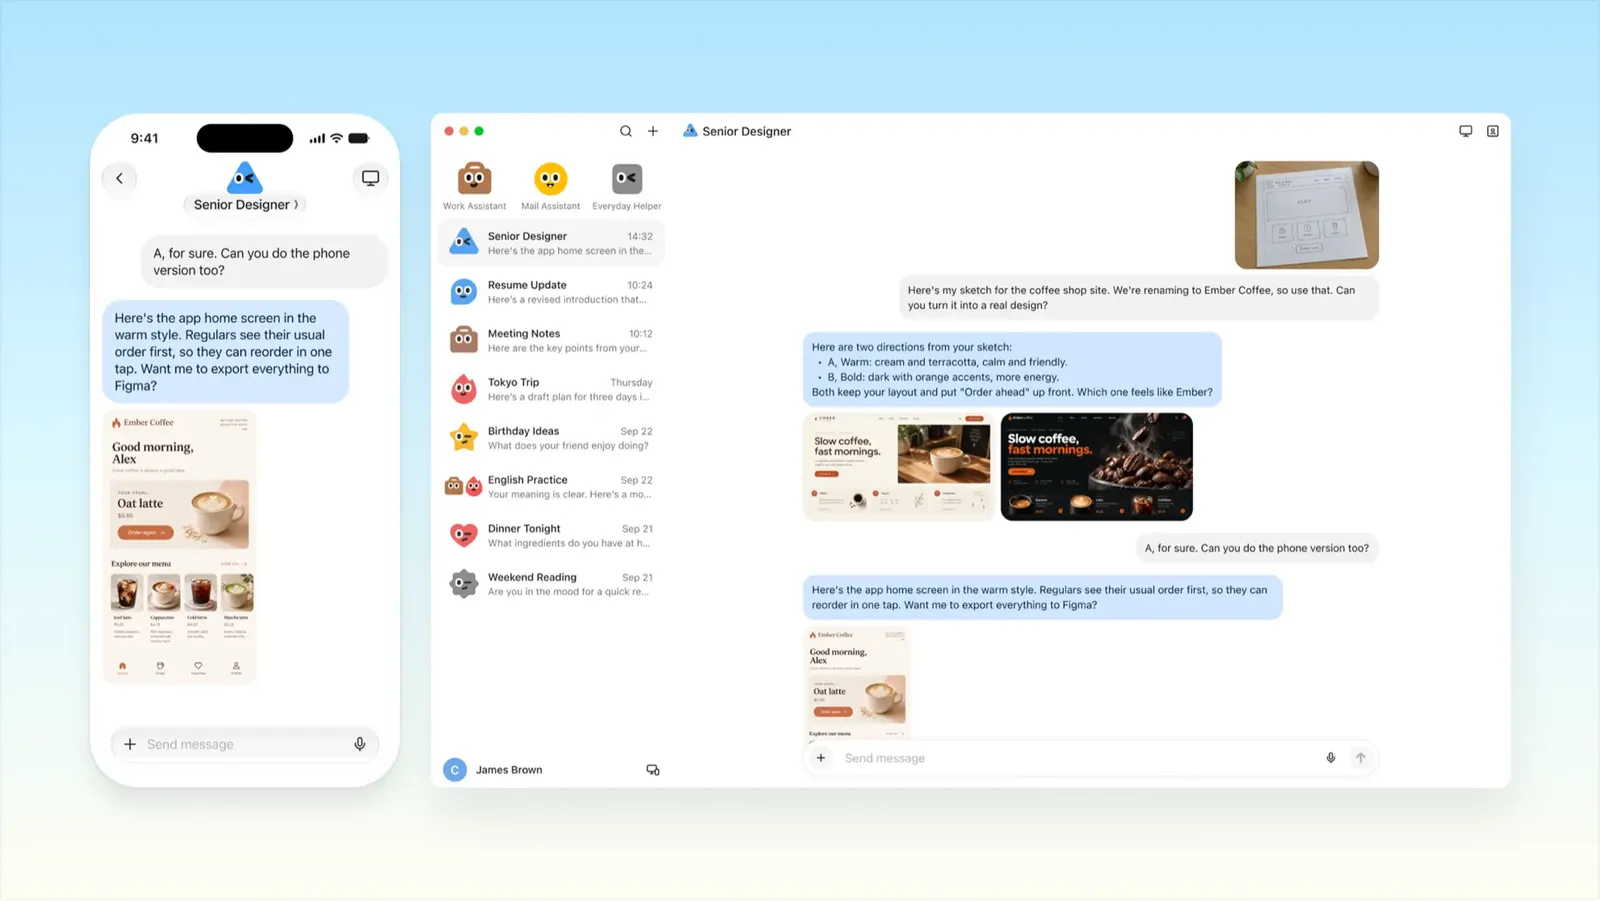 9:41
Senior Designer
A, for sure. Can you do the phone
version too?
Here's the app home screen in the
warm style. Regulars see their usual
order first, so they can reorder in one
tap. Want me to export everything to
Figma?
Ember Coffee
Good morning,
Alex
Oat latte
Order again
Explore our menu
Iced latte
Cappuccino
Cold brew
Matcha latte
Send message
Senior Designer
Work Assistant
Mail Assistant
Everyday Helper
Senior Designer 14:32
Here's the app home screen in the...
Resume Update 10:24
Here's a revised introduction that...
Meeting Notes 10:12
Here are the key points from your...
Tokyo Trip Thursday
Here's a draft plan for three days i...
Birthday Ideas Sep 22
What does your friend enjoy doing?
English Practice Sep 22
Your meaning is clear. Here's a mo...
Dinner Tonight Sep 21
What ingredients do you have at h...
Weekend Reading Sep 21
Are you in the mood for a quick re...
C
James Brown
ALEX
Here's my sketch for the coffee shop site. We're renaming to Ember Coffee, so use that. Can
you turn it into a real design?
Here are two directions from your sketch:
• A, Warm: cream and terracotta, calm and friendly.
• B, Bold: dark with orange accents, more energy.
Both keep your layout and put "Order ahead" up front. Which one feels like Ember?
EMBER
Slow coffee,
fast mornings.
Ember Coffee
Slow coffee,
fast mornings.
A, for sure. Can you do the phone version too?
Here's the app home screen in the warm style. Regulars see their usual order first, so they can
reorder in one tap. Want me to export everything to Figma?
Ember Coffee
Good morning,
Alex
Oat latte
Explore our menu
Send message